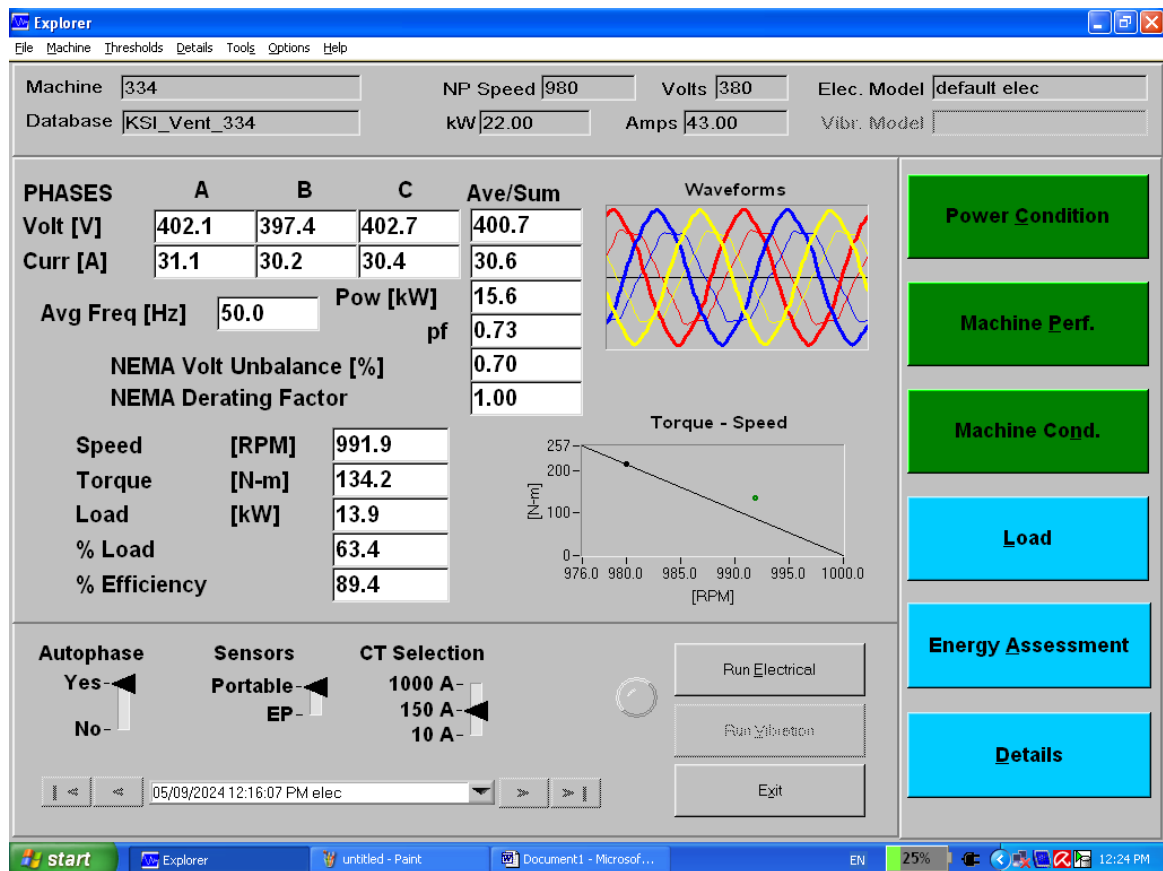 Explorer
File Machine Thresholds Details Tools Options Help
Machine 334 NP Speed 980 Volts 380 Elec. Model default elec
Database KSI_Vent_334 kW 22.00 Amps 43.00 Vibr. Model
PHASES A B C Ave/Sum
Volt [V] 402.1 397.4 402.7 400.7
Curr [A] 31.1 30.2 30.4 30.6
Avg Freq [Hz] 50.0 Pow [kW] 15.6
pf 0.73
NEMA Volt Unbalance [%] 0.70
NEMA Derating Factor 1.00
Speed [RPM] 991.9
Torque [N-m] 134.2
Load [kW] 13.9
% Load 63.4
% Efficiency 89.4
Waveforms
Torque - Speed
257
200
100
0
[N-m]
976.0 980.0 985.0 990.0 995.0 1000.0
[RPM]
Power Condition
Machine Perf.
Machine Cond.
Load
Energy Assessment
Details
Autophase Sensors CT Selection
Yes Portable 1000 A
EP 150 A
No 10 A
Run Electrical
Run Vibration
Exit
05/09/2024 12:16:07 PM elec
start Explorer untitled - Paint Document1 - Microsof... EN 25% 12:24 PM